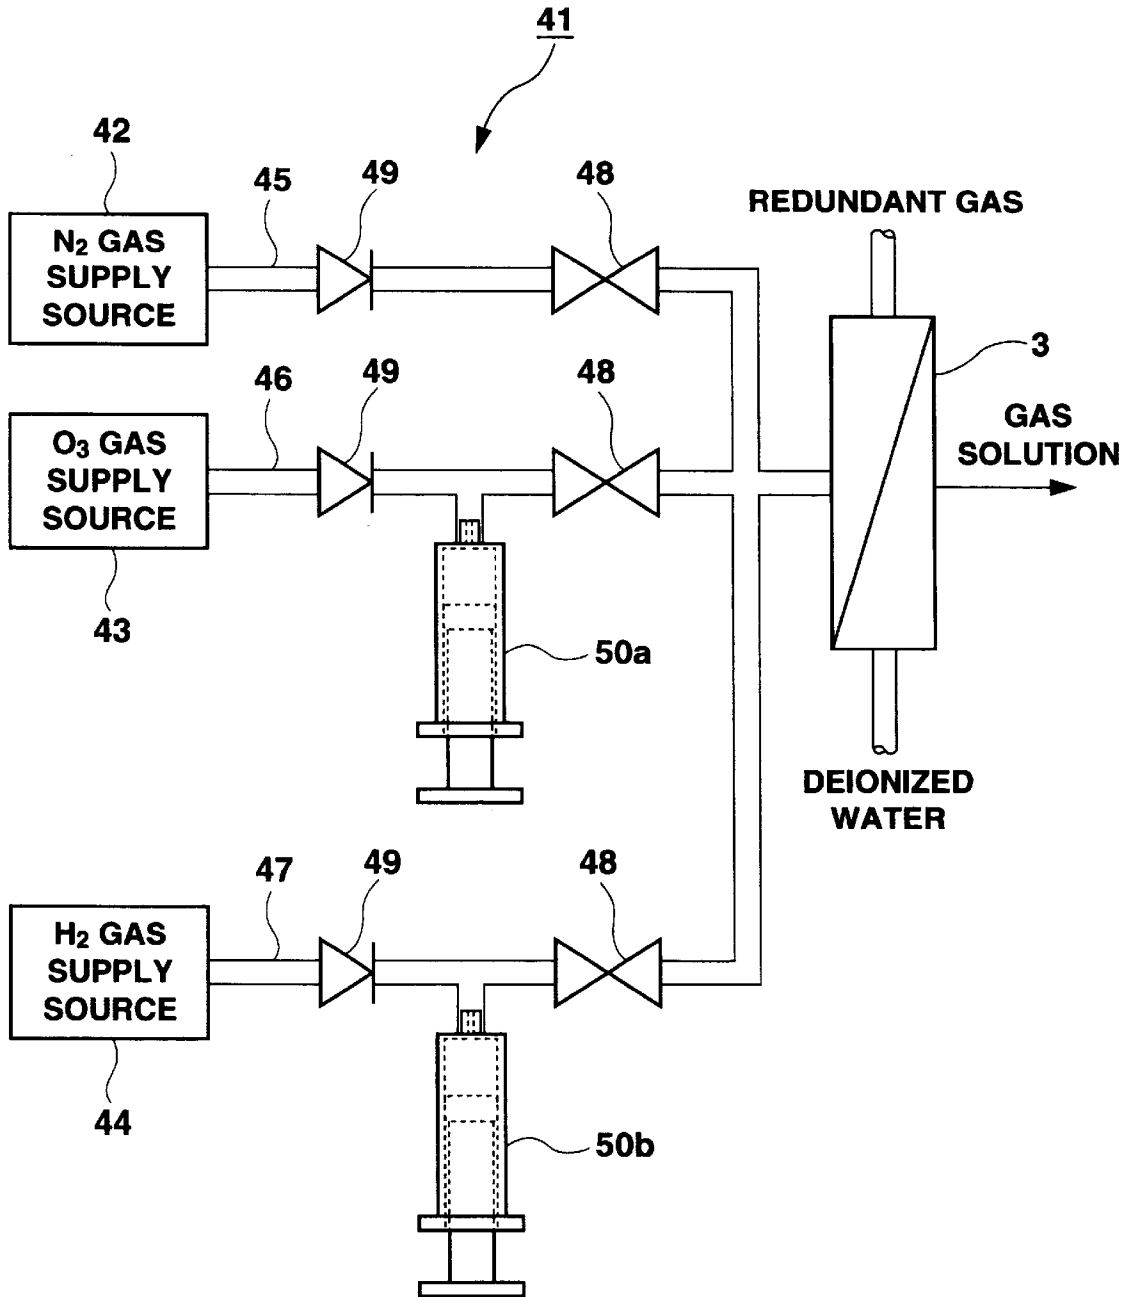 41
42
45
49
48
REDUNDANT GAS
N2 GAS
SUPPLY
SOURCE
3
46
49
48
GAS
SOLUTION
O3 GAS
SUPPLY
SOURCE
43
50a
DEIONIZED
WATER
47
49
48
H2 GAS
SUPPLY
SOURCE
44
50b